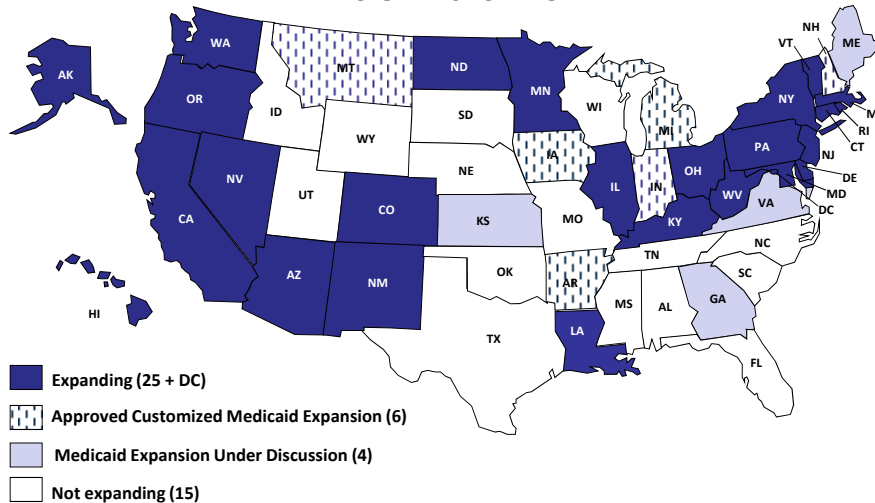 NH
VT
ME
WA
AK
MT
ND
MN
OR
ID
SD
WI
NY
M
RI
CT
WY
MI
IA
PA
NJ
NE
NV
UT
CO
IL
IN
OH
DE
MD
WV
VA
DC
CA
KS
MO
KY
NC
TN
AZ
NM
OK
AR
SC
MS
AL
GA
HI
TX
LA
FL
Expanding (25 + DC)
Approved Customized Medicaid Expansion (6)
Medicaid Expansion Under Discussion (4)
Not expanding (15)